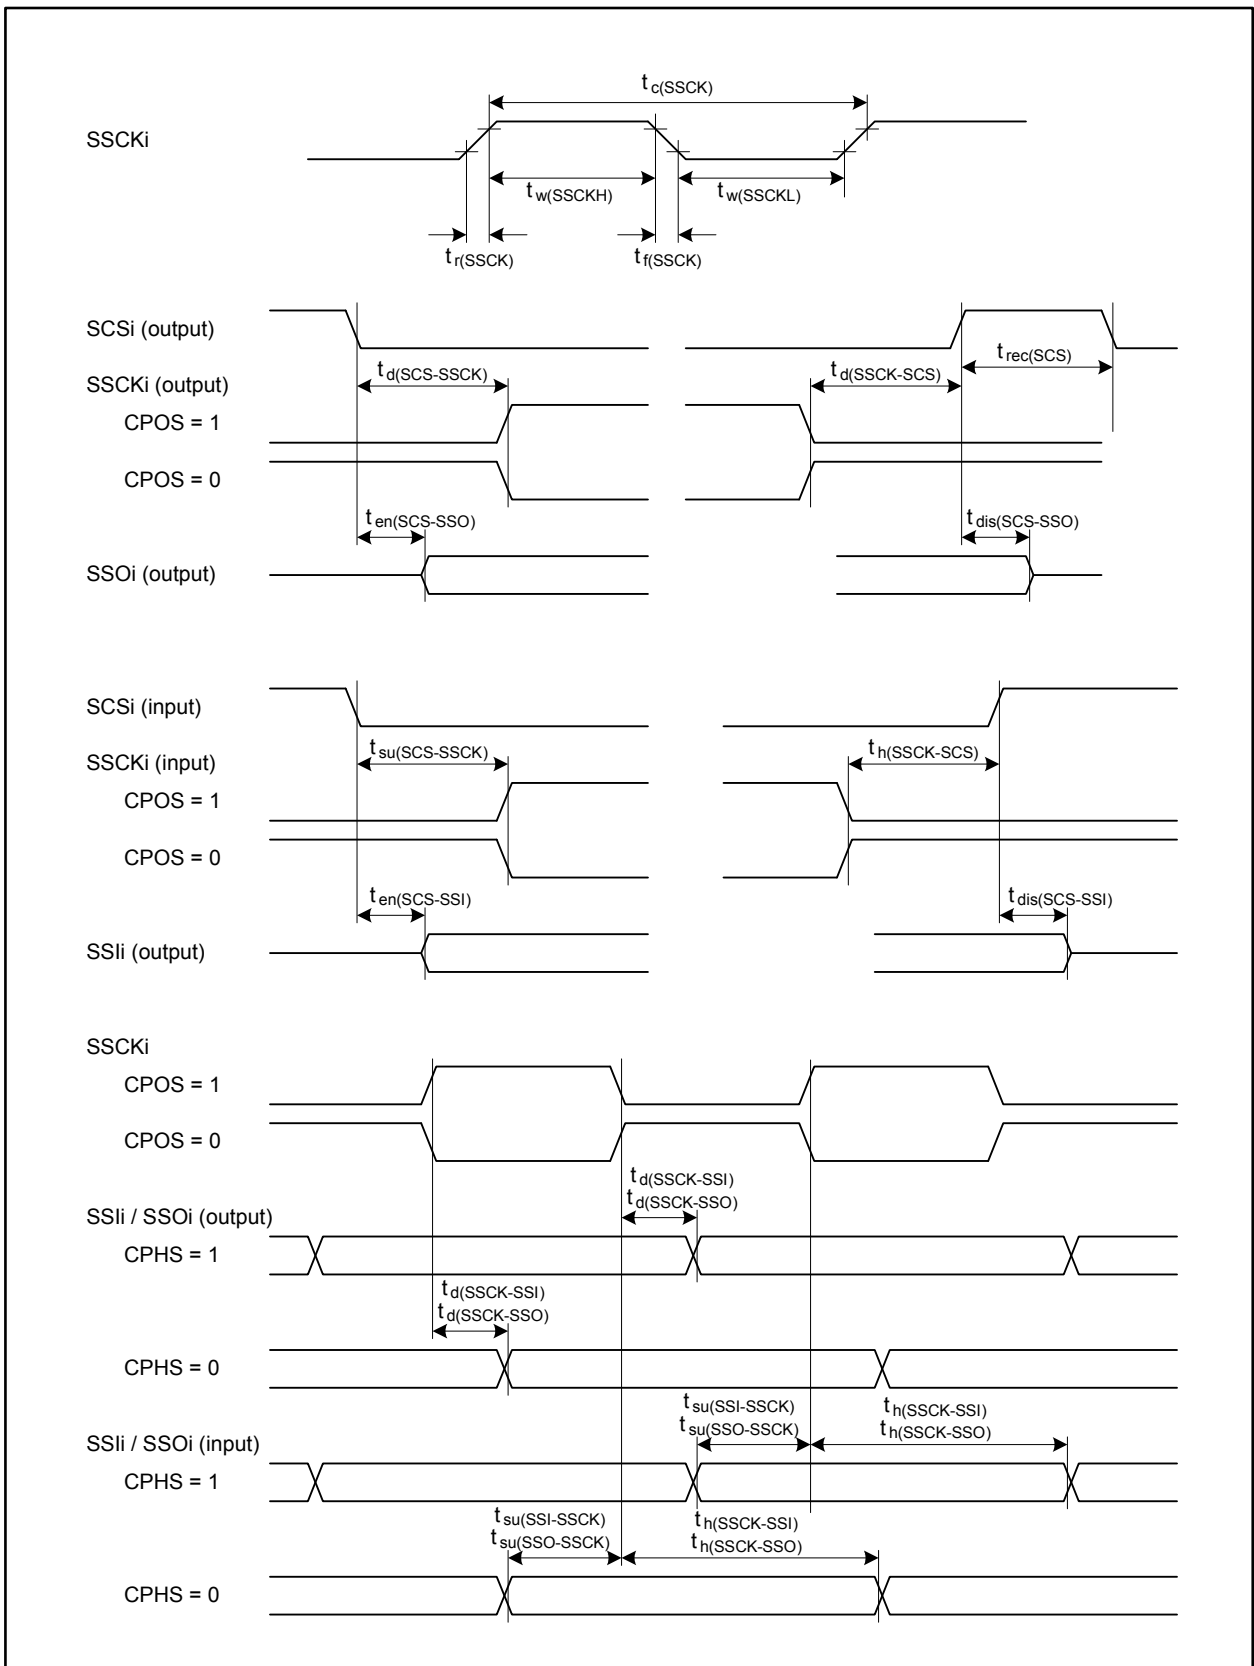 t c(SSCK)
SSCKi
t w(SSCKH)
t w(SSCKL)
t r(SSCK)
t f(SSCK)
SCSi (output)
t rec(SCS)
t d(SCS-SSCK)
t d(SSCK-SCS)
SSCKi (output)
CPOS = 1
CPOS = 0
t en(SCS-SSO)
t dis(SCS-SSO)
SSOi (output)
SCSi (input)
t su(SCS-SSCK)
t h(SSCK-SCS)
SSCKi (input)
CPOS = 1
CPOS = 0
t en(SCS-SSI)
t dis(SCS-SSI)
SSIi (output)
SSCKi
CPOS = 1
CPOS = 0
t d(SSCK-SSI)
t d(SSCK-SSO)
SSIi / SSOi (output)
CPHS = 1
t d(SSCK-SSI)
t d(SSCK-SSO)
CPHS = 0
t su(SSI-SSCK)
t su(SSO-SSCK)
t h(SSCK-SSI)
t h(SSCK-SSO)
SSIi / SSOi (input)
CPHS = 1
t su(SSI-SSCK)
t su(SSO-SSCK)
t h(SSCK-SSI)
t h(SSCK-SSO)
CPHS = 0